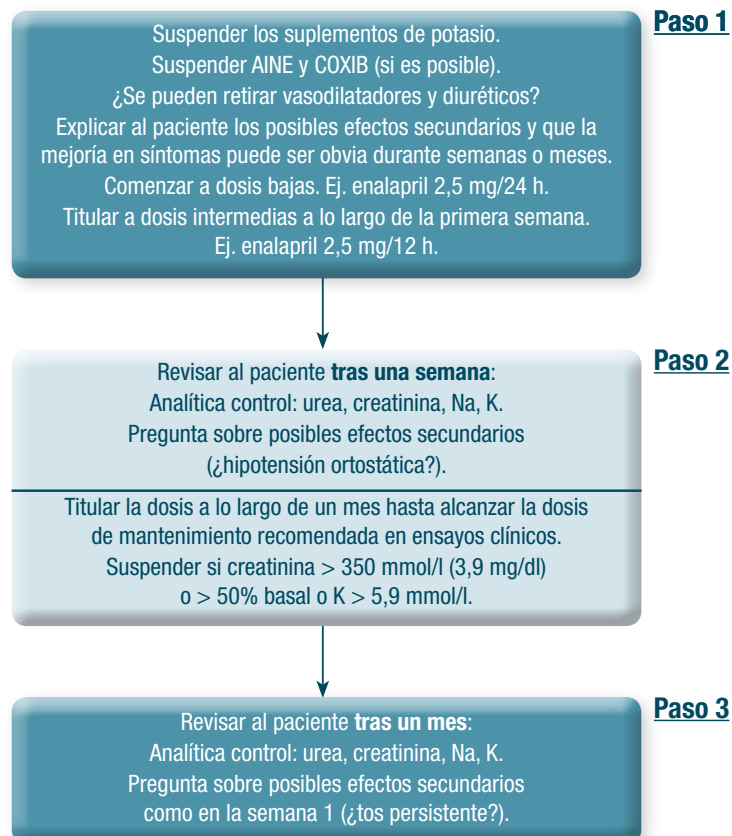 Paso 1
Suspender los suplementos de potasio.
Suspender AINE y COXIB (si es posible).
¿Se pueden retirar vasodilatadores y diuréticos?
Explicar al paciente los posibles efectos secundarios y que la
mejoría en síntomas puede ser obvia durante semanas o meses.
Comenzar a dosis bajas. Ej. enalapril 2,5 mg/24 h.
Titular a dosis intermedias a lo largo de la primera semana.
Ej. enalapril 2,5 mg/12 h.
Paso 2
Revisar al paciente tras una semana:
Analítica control: urea, creatinina, Na, K.
Pregunta sobre posibles efectos secundarios
(¿hipotensión ortostática?).
Titular la dosis a lo largo de un mes hasta alcanzar la dosis
de mantenimiento recomendada en ensayos clínicos.
Suspender si creatinina > 350 mmol/l (3,9 mg/dl)
o > 50% basal o K > 5,9 mmol/l.
Paso 3
Revisar al paciente tras un mes:
Analítica control: urea, creatinina, Na, K.
Pregunta sobre posibles efectos secundarios
como en la semana 1 (¿tos persistente?).